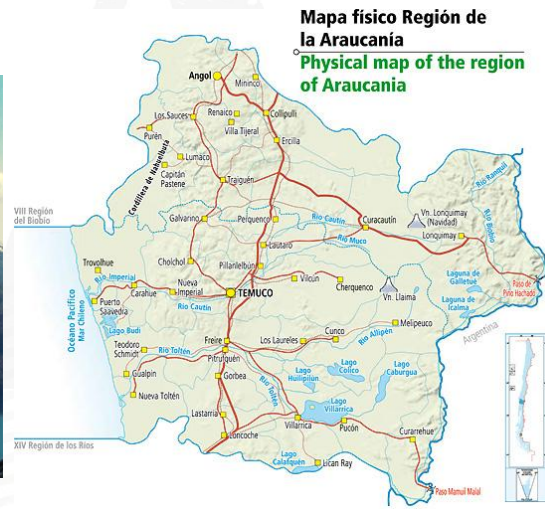 Mapa físico Región de
la Araucanía
Physical map of the region
of Araucania
Angol
Mininco
Los Sauces
Renaico
Collipulli
Villa Tijeral
Purén
Ercilla
Lumaco
Capitán
Pastene
Cordillera de Nahuelbuta
Traiguén
Río Ranquil
VIII Región
del Biobio
Galvarino
Perquenco
Río Cautín
Curacautín
Vn. Lonquimay
(Navidad)
Río Biobío
Lonquimay
Río Muco
Lautaro
Cholchol
Pillanlelbún
Trovolhue
Río Imperial
Carahue
Nueva
Imperial
TEMUCO
Vilcún
Cherquenco
Vn. Llaima
Laguna de
Galletué
Paso de
Pino Hachado
Laguna de
Icalma
Puerto
Saavedra
Río Cautín
Océano Pacífico
Mar Chileno
Lago Budi
Melipeuco
Río Allipén
Cunco
Los Laureles
Freire
Argentina
Teodoro
Schmidt
Río Toltén
Pitrufquén
Gualpin
Gorbea
Río Toltén
Lago
Huilipilun
Lago
Colico
Lago
Caburgua
Nueva Toltén
Lago
Villarrica
Lastarria
Villarrica
Pucón
Loncoche
Curarrehue
XIV Región de los Ríos
Lago
Calafquén
Lican Ray
Paso Mamuil Malal